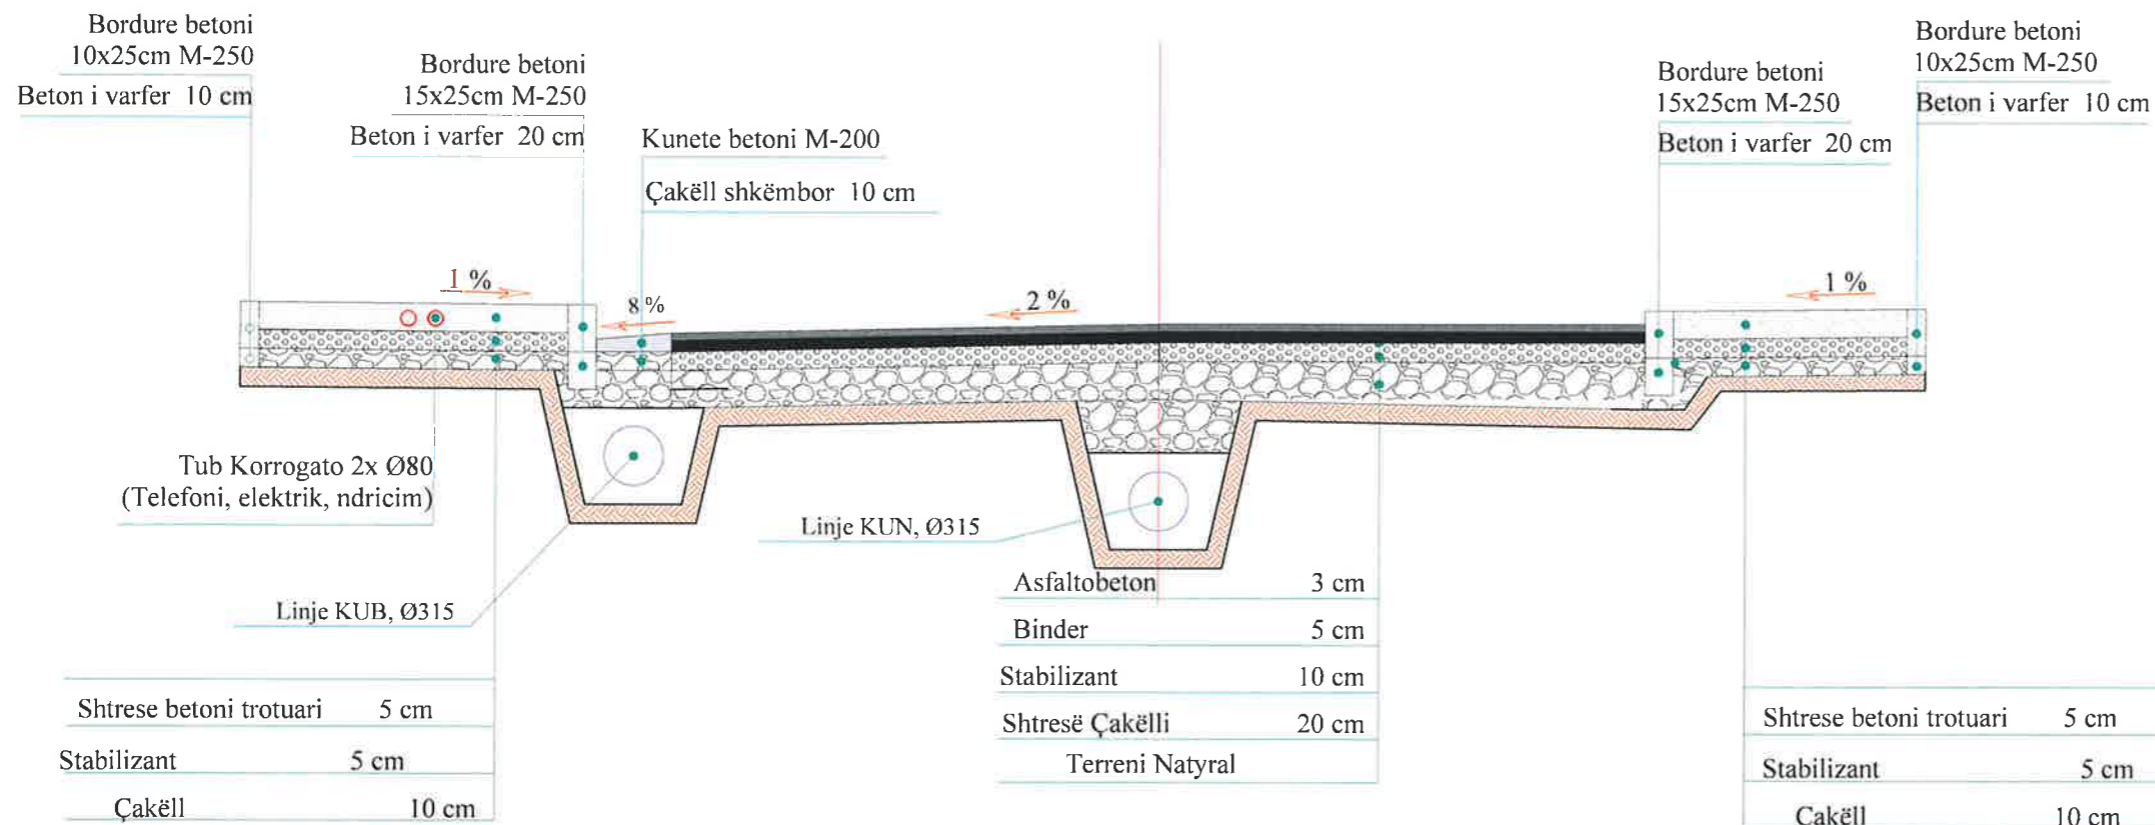 Bordure betoni
10x25cm M-250
Beton i varfer 10 cm
Bordure betoni
15x25cm M-250
Beton i varfer 20 cm
Kunete betoni M-200
Çakëll shkëmbor 10 cm
Bordure betoni
15x25cm M-250
Beton i varfer 20 cm
Bordure betoni
10x25cm M-250
Beton i varfer 10 cm
1 %
8 %
2 %
1 %
Tub Korrogato 2x Ø80
(Telefoni, elektrik, ndricim)
Linje KUB, Ø315
Linje KUN, Ø315
Shtrese betoni trotuari 5 cm
Stabilizant 5 cm
Çakëll 10 cm
Asfaltobeton 3 cm
Binder 5 cm
Stabilizant 10 cm
Shtresë Çakëlli 20 cm
Terreni Natyral
Shtrese betoni trotuari 5 cm
Stabilizant 5 cm
Çakëll 10 cm